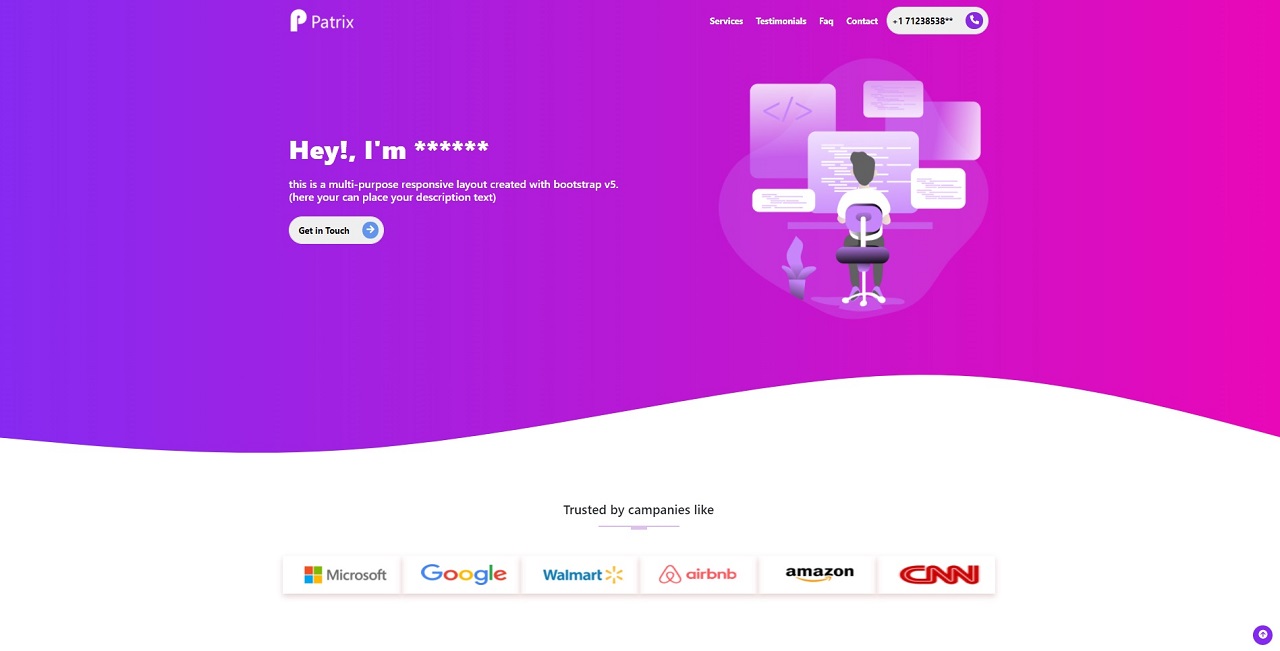 Patrix
Services Testimonials Faq Contact +1 71238538**
</>
Hey!, I'm ******
this is a multi-purpose responsive layout created with bootstrap v5.
(here your can place your description text)
Get in Touch
Trusted by campanies like
Microsoft Google Walmart airbnb amazon CNN